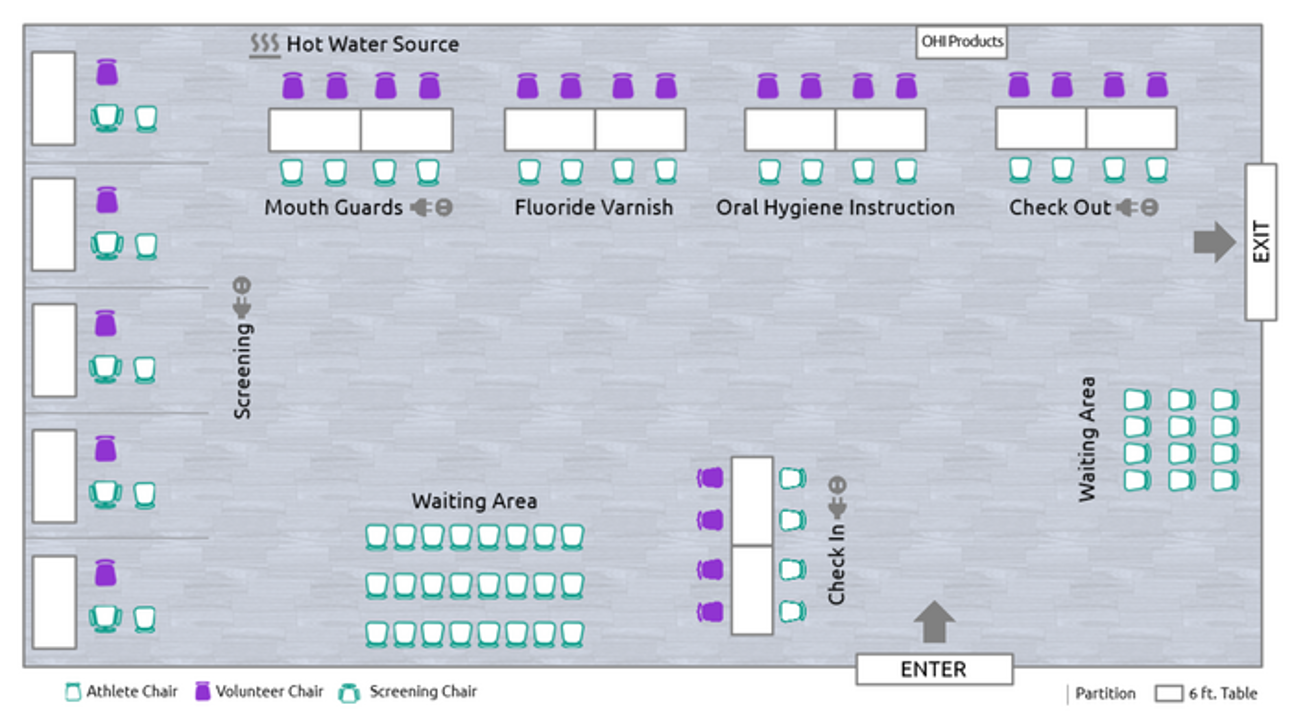 Hot Water Source
OHI Products
Mouth Guards
Fluoride Varnish
Oral Hygiene Instruction
Check Out
EXIT
Screening
Waiting Area
Waiting Area
Check In
ENTER
Athlete Chair
Volunteer Chair
Screening Chair
Partition
6 ft. Table